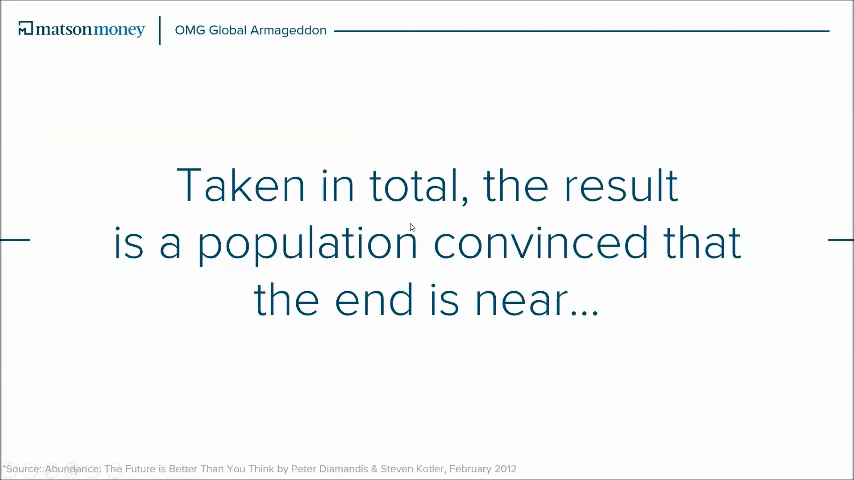 matsonmoney
OMG Global Armageddon
Taken in total, the result
is a population convinced that
the end is near...
*Source: Abundance: The Future is Better Than You Think by Peter Diamandis & Steven Kotler, February 2012